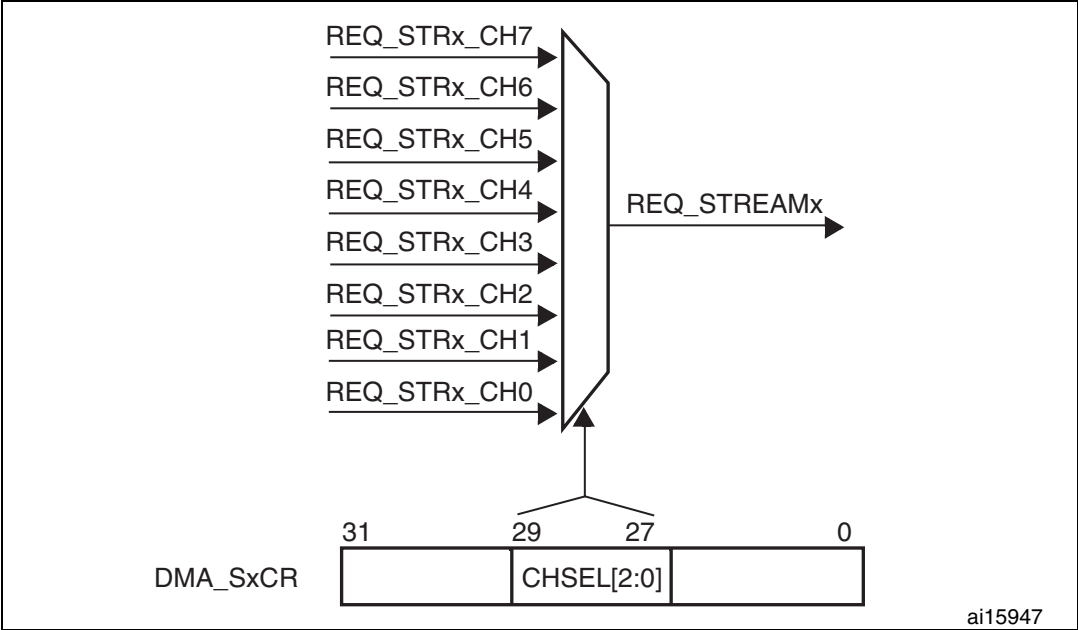 REQ_STRx_CH7
REQ_STRx_CH6
REQ_STRx_CH5
REQ_STRx_CH4
REQ_STREAMx
REQ_STRx_CH3
REQ_STRx_CH2
REQ_STRx_CH1
REQ_STRx_CH0
31 29 27 0
DMA_SxCR CHSEL[2:0]
ai15947